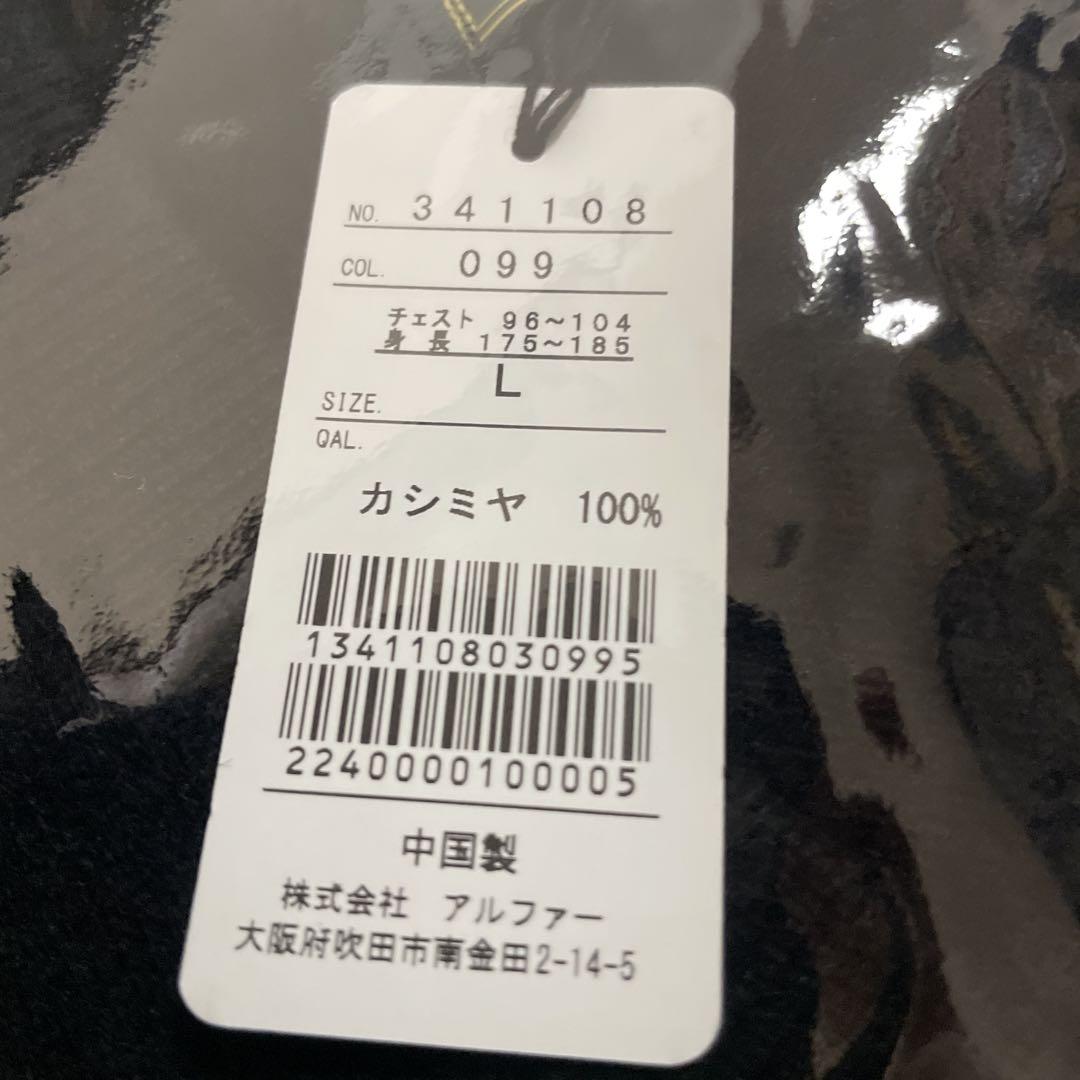 NO. 341108
COL. 099
チェスト 96～104
身 長 175～185
L
SIZE.
QAL.
カシミヤ 100%
1341108030995
2240000100005
中国製
株式会社 アルファー
大阪府吹田市南金田2-14-5